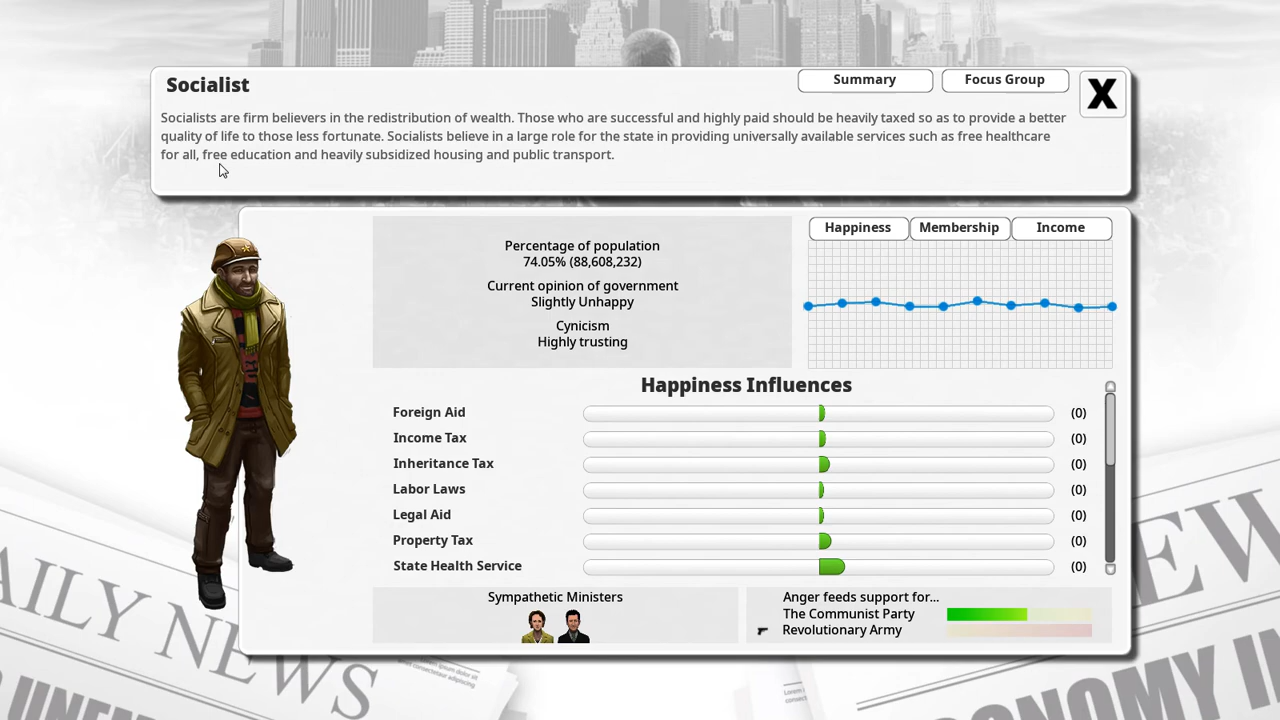 Socialist
Summary
Focus Group
X
Socialists are firm believers in the redistribution of wealth. Those who are successful and highly paid should be heavily taxed so as to provide a better
quality of life to those less fortunate. Socialists believe in a large role for the state in providing universally available services such as free healthcare
for all, free education and heavily subsidized housing and public transport.
Percentage of population
74.05% (88,608,232)
Current opinion of government
Slightly Unhappy
Cynicism
Highly trusting
Happiness
Membership
Income
Happiness Influences
Foreign Aid (0)
Income Tax (0)
Inheritance Tax (0)
Labor Laws (0)
Legal Aid (0)
Property Tax (0)
State Health Service (0)
Sympathetic Ministers
Anger feeds support for...
The Communist Party
Revolutionary Army
AILY NEWS
EW
ONOMY IN